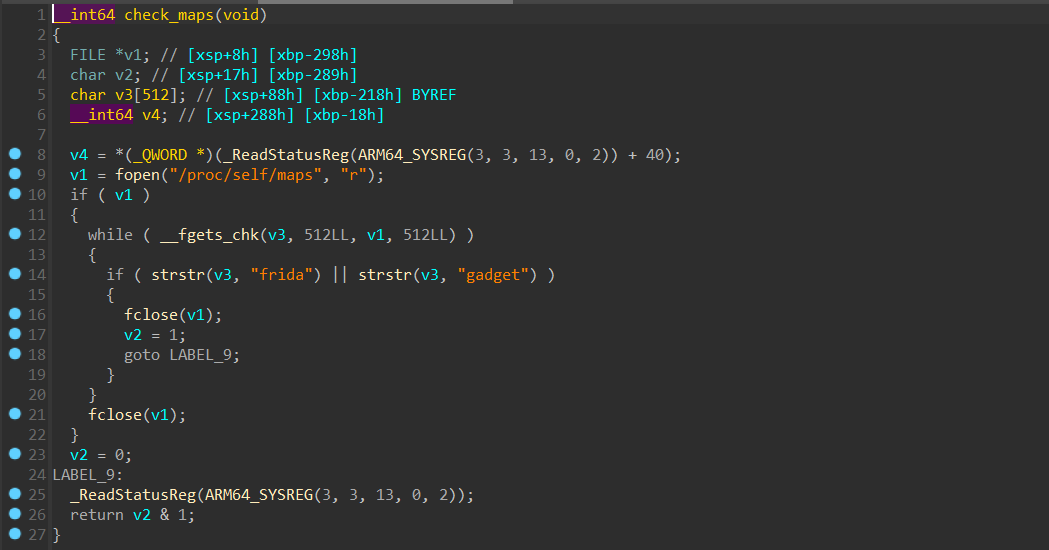 1 __int64 check_maps(void)
2 {
3   FILE *v1; // [xsp+8h] [xbp-298h]
4   char v2; // [xsp+17h] [xbp-289h]
5   char v3[512]; // [xsp+88h] [xbp-218h] BYREF
6   __int64 v4; // [xsp+288h] [xbp-18h]
7
8   v4 = *(_QWORD *)(_ReadStatusReg(ARM64_SYSREG(3, 3, 13, 0, 2)) + 40);
9   v1 = fopen("/proc/self/maps", "r");
10   if ( v1 )
11   {
12     while ( __fgets_chk(v3, 512LL, v1, 512LL) )
13     {
14       if ( strstr(v3, "frida") || strstr(v3, "gadget") )
15       {
16         fclose(v1);
17         v2 = 1;
18         goto LABEL_9;
19       }
20     }
21     fclose(v1);
22   }
23   v2 = 0;
24 LABEL_9:
25   _ReadStatusReg(ARM64_SYSREG(3, 3, 13, 0, 2));
26   return v2 & 1;
27 }